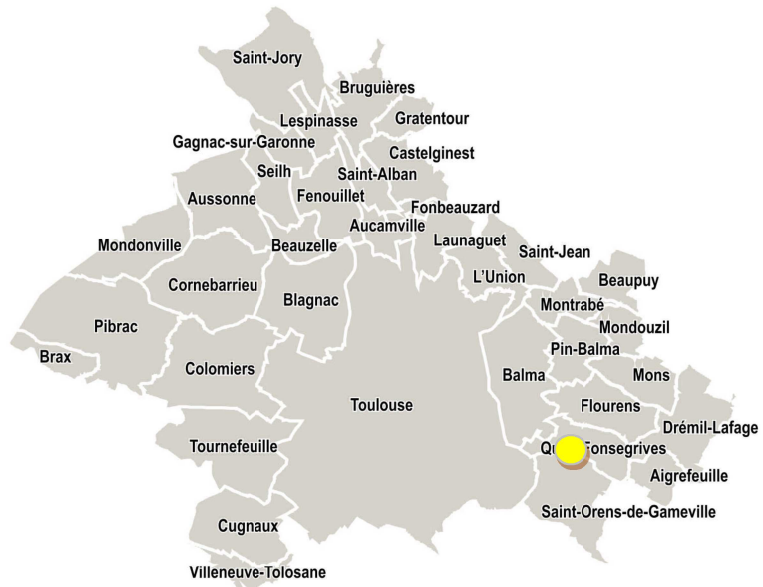 Saint-Jory
Bruguières
Lespinasse
Gratentour
Gagnac-sur-Garonne
Castelginest
Seilh
Saint-Alban
Aussonne
Fenouillet
Fonbeauzard
Aucamville
Mondonville
Beauzelle
Launaguet
Saint-Jean
L'Union
Beaupuy
Cornebarrieu
Blagnac
Montrabé
Pibrac
Mondouzil
Brax
Pin-Balma
Colomiers
Balma
Mons
Toulouse
Flourens
Drémil-Lafage
Tournefeuille
Fonsegrives
Aigrefeuille
Cugnaux
Saint-Orens-de-Gameville
Villeneuve-Tolosane